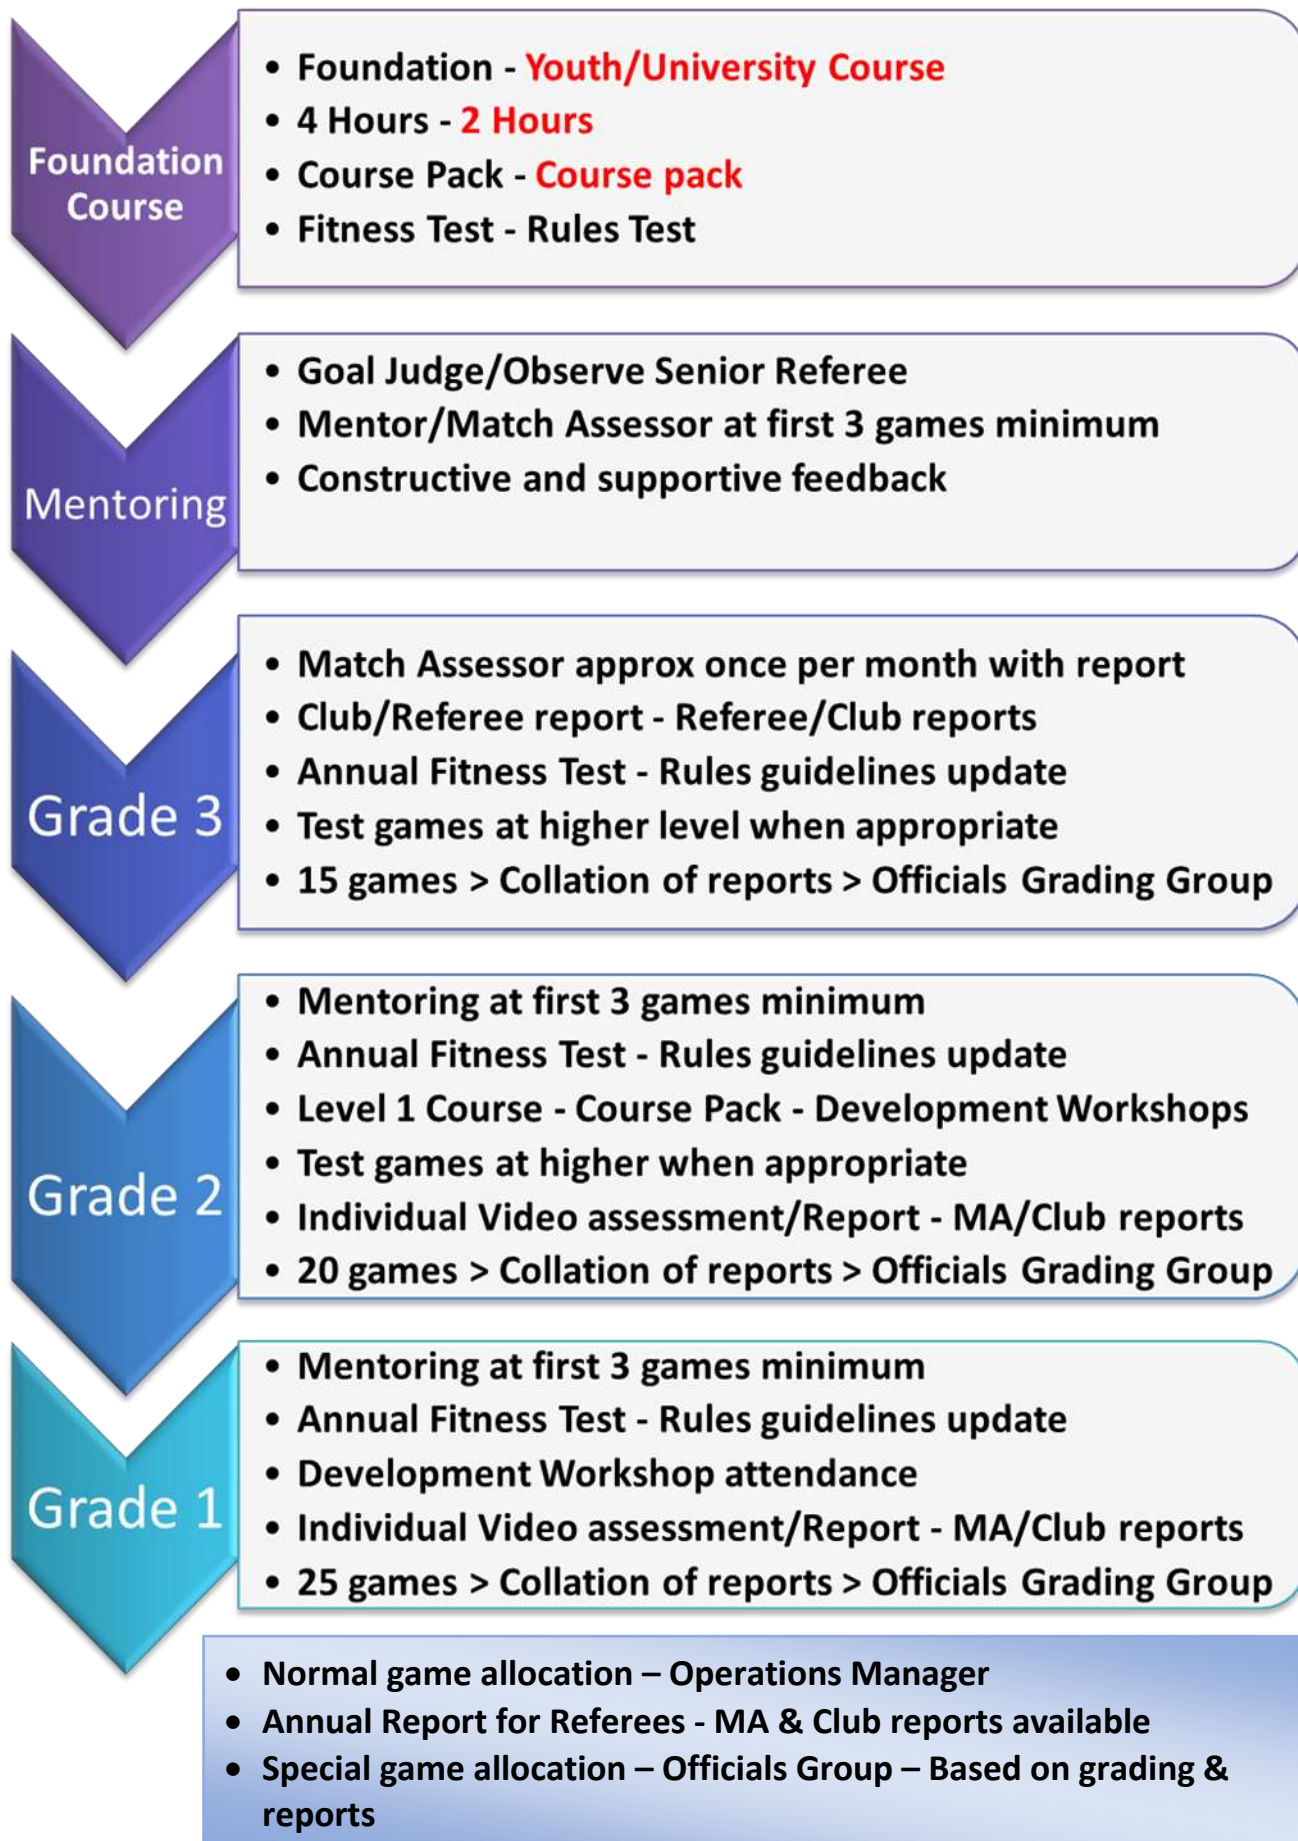 Foundation
Course
• Foundation - Youth/University Course
• 4 Hours - 2 Hours
• Course Pack - Course pack
• Fitness Test - Rules Test
Mentoring
• Goal Judge/Observe Senior Referee
• Mentor/Match Assessor at first 3 games minimum
• Constructive and supportive feedback
Grade 3
• Match Assessor approx once per month with report
• Club/Referee report - Referee/Club reports
• Annual Fitness Test - Rules guidelines update
• Test games at higher level when appropriate
• 15 games > Collation of reports > Officials Grading Group
Grade 2
• Mentoring at first 3 games minimum
• Annual Fitness Test - Rules guidelines update
• Level 1 Course - Course Pack - Development Workshops
• Test games at higher when appropriate
• Individual Video assessment/Report - MA/Club reports
• 20 games > Collation of reports > Officials Grading Group
Grade 1
• Mentoring at first 3 games minimum
• Annual Fitness Test - Rules guidelines update
• Development Workshop attendance
• Individual Video assessment/Report - MA/Club reports
• 25 games > Collation of reports > Officials Grading Group
• Normal game allocation – Operations Manager
• Annual Report for Referees - MA & Club reports available
• Special game allocation – Officials Group – Based on grading &
reports